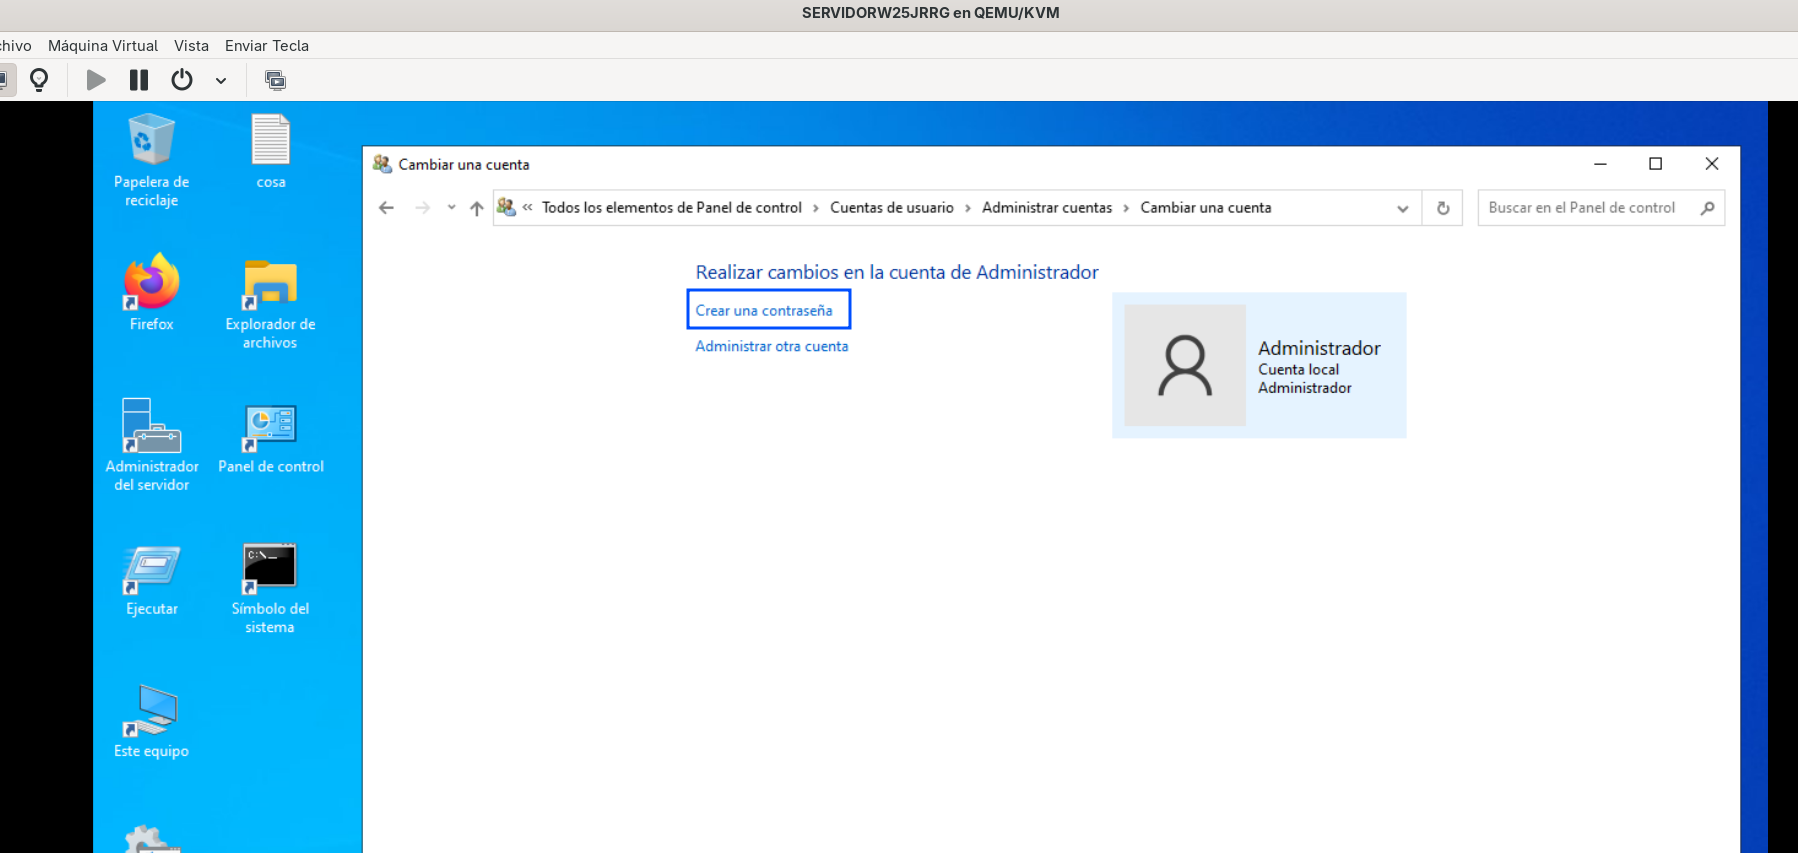 SERVIDORW25JRRG en QEMU/KVM
chivo Máquina Virtual Vista Enviar Tecla
Papelera de
reciclaje
cosa
Firefox
Explorador de
archivos
Administrador
del servidor
Panel de control
Ejecutar
C:\_
Símbolo del
sistema
Este equipo
Cambiar una cuenta
« Todos los elementos de Panel de control › Cuentas de usuario › Administrar cuentas › Cambiar una cuenta
Buscar en el Panel de control
Realizar cambios en la cuenta de Administrador
Crear una contraseña
Administrar otra cuenta
Administrador
Cuenta local
Administrador